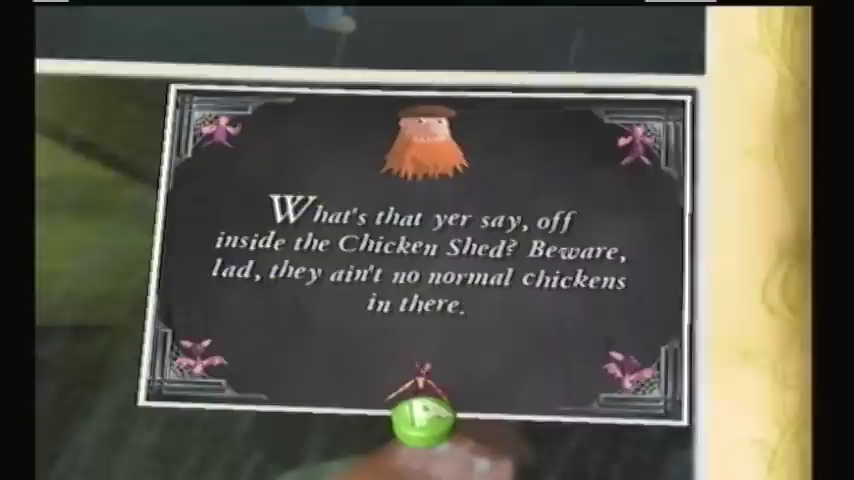 What's that yer say, off
inside the Chicken Shed? Beware,
lad, they ain't no normal chickens
in there.
A